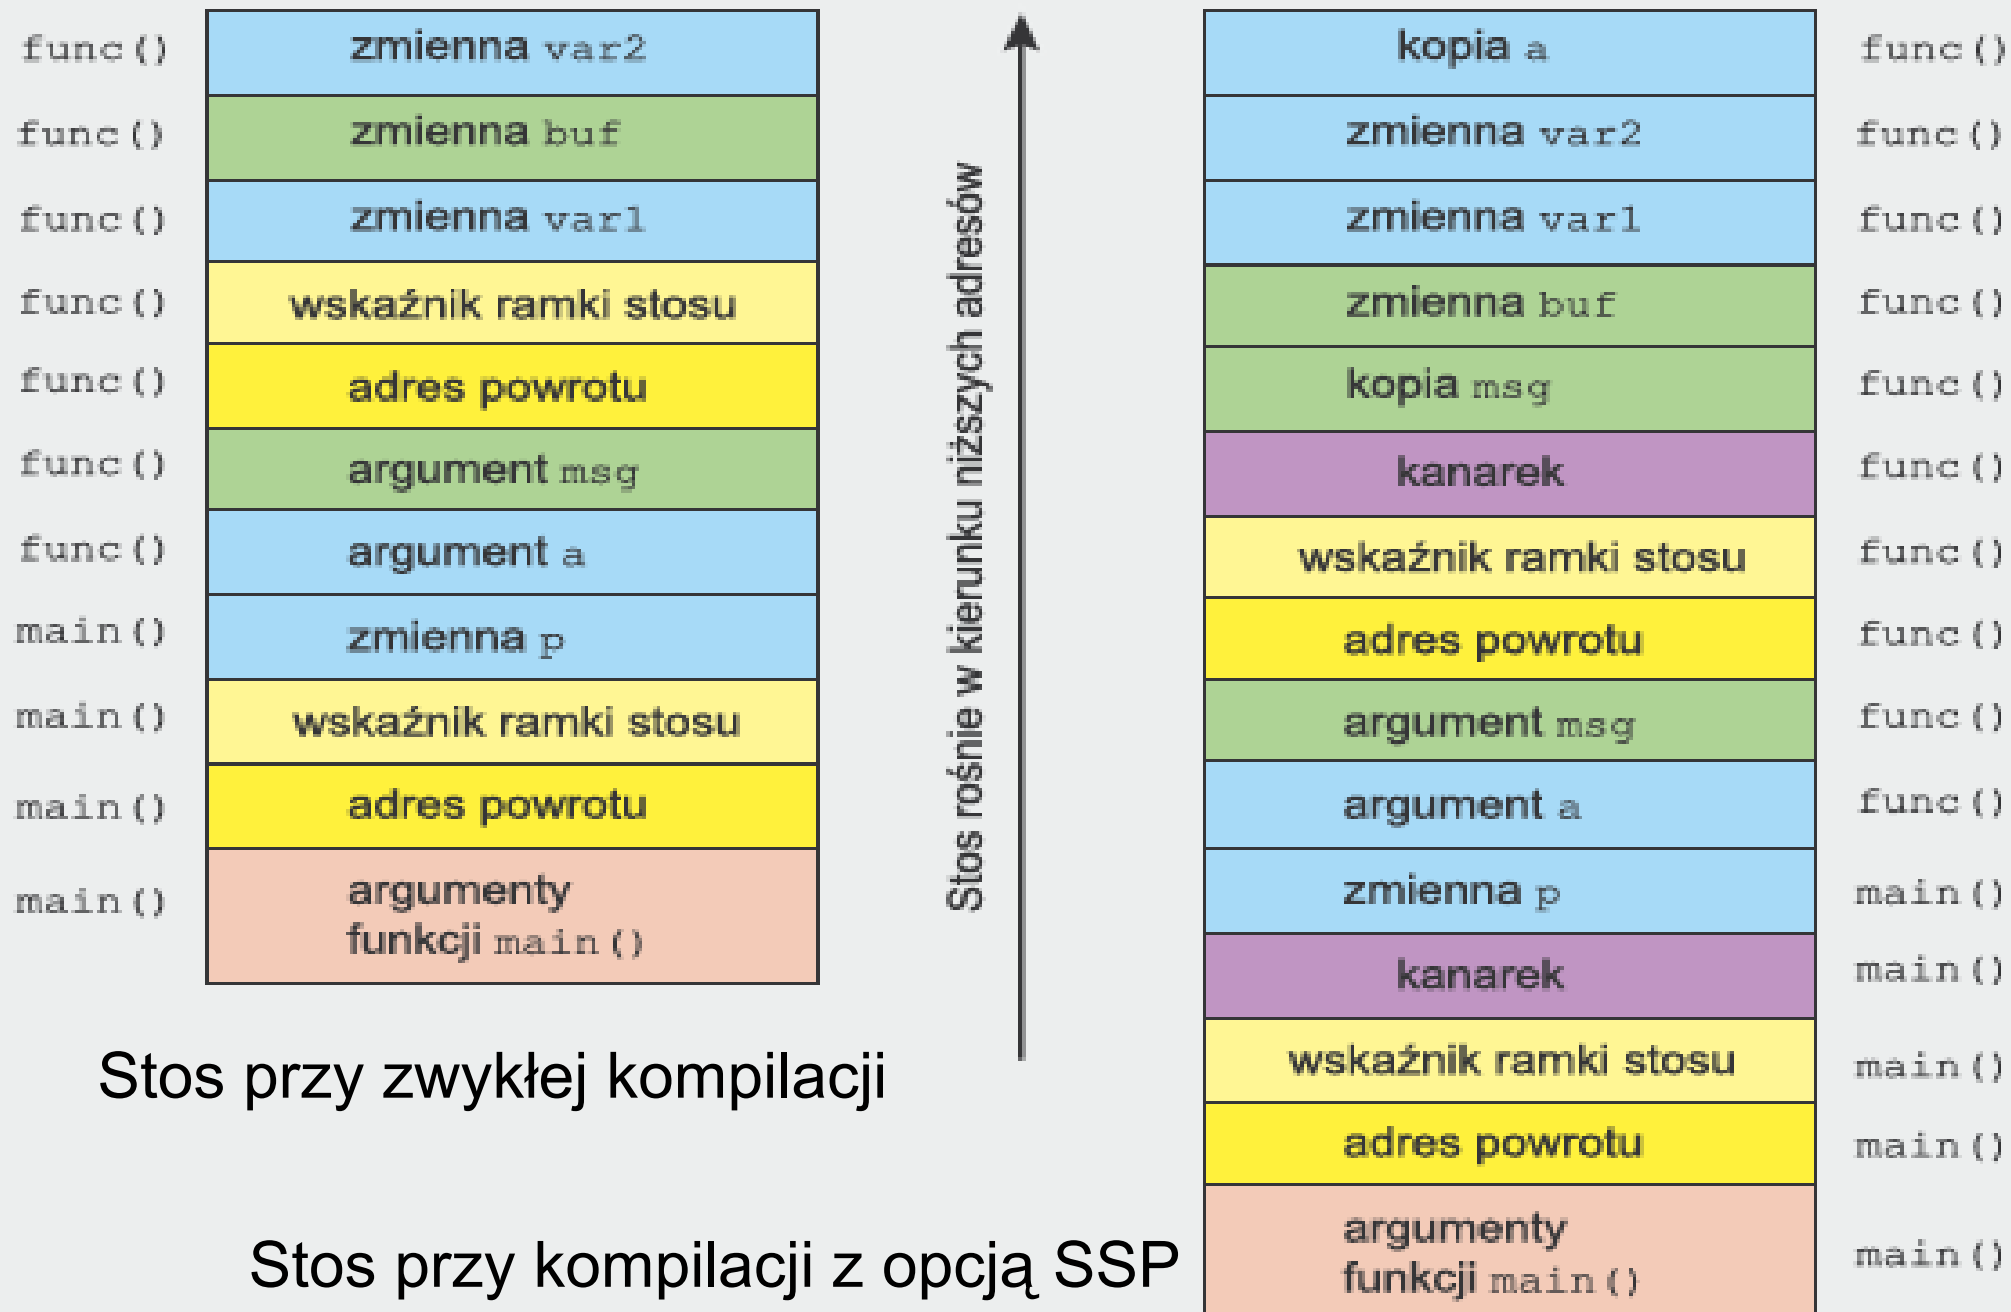 func() zmienna var2
func() zmienna buf
func() zmienna var1
func() wskaźnik ramki stosu
func() adres powrotu
func() argument msg
func() argument a
main() zmienna p
main() wskaźnik ramki stosu
main() adres powrotu
main() argumenty
funkcji main()
Stos przy zwykłej kompilacji
Stos rośnie w kierunku niższych adresów
kopia a func()
zmienna var2 func()
zmienna var1 func()
zmienna buf func()
kopia msg func()
kanarek func()
wskaźnik ramki stosu func()
adres powrotu func()
argument msg func()
argument a func()
zmienna p main()
kanarek main()
wskaźnik ramki stosu main()
adres powrotu main()
argumenty
funkcji main() main()
Stos przy kompilacji z opcją SSP